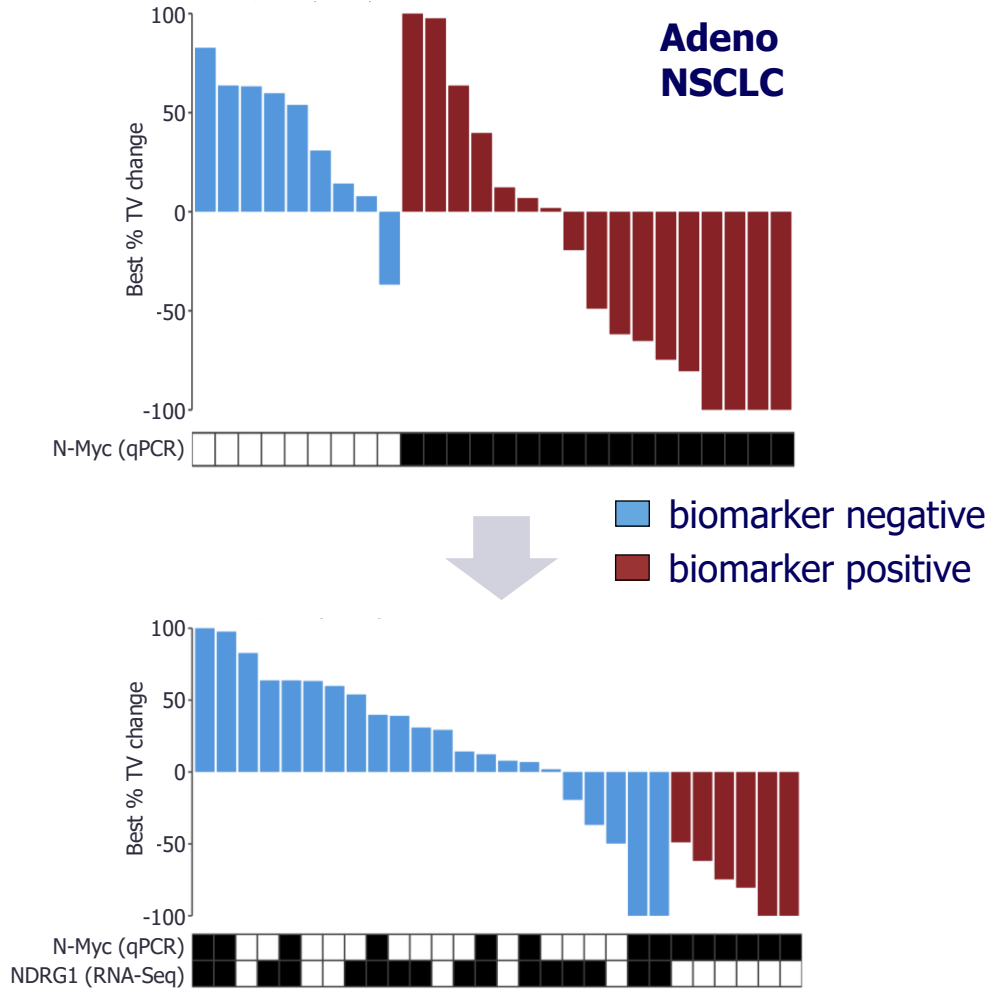 Adeno
NSCLC
100
50
0
-50
-100
Best % TV change
N-Myc (qPCR)
biomarker negative
biomarker positive
100
50
0
-50
-100
Best % TV change
N-Myc (qPCR)
NDRG1 (RNA-Seq)